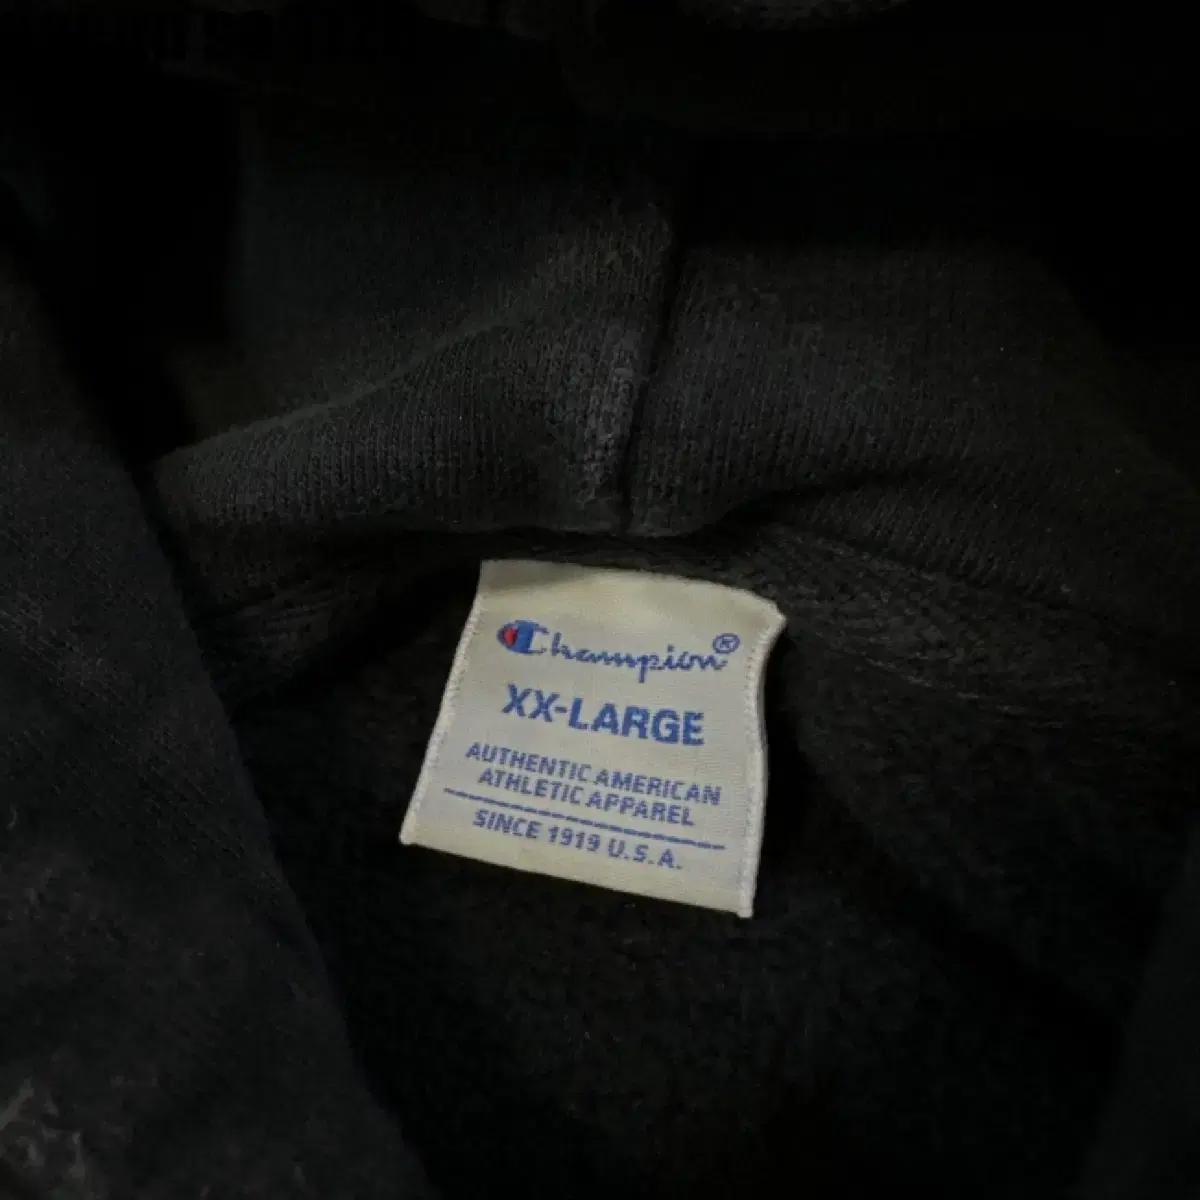 Champion®
XX-LARGE
AUTHENTIC AMERICAN
ATHLETIC APPAREL
SINCE 1919 U.S.A.